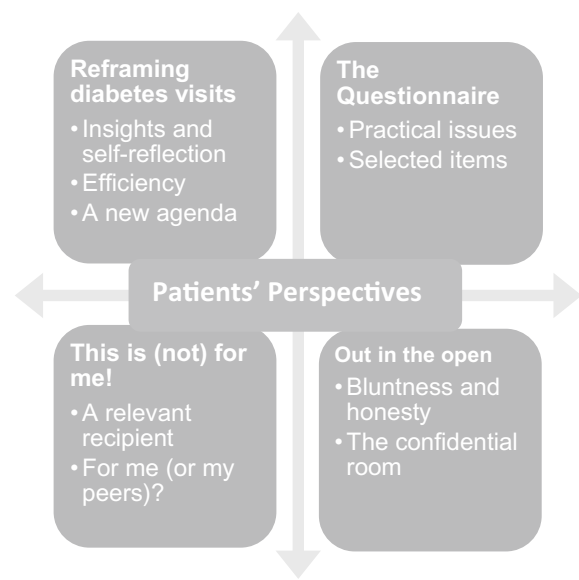 Reframing
diabetes visits
• Insights and
self-reflection
• Efficiency
• A new agenda
The
Questionnaire
• Practical issues
• Selected items
Patients’ Perspectives
This is (not) for
me!
• A relevant
recipient
• For me (or my
peers)?
Out in the open
• Bluntness and
honesty
• The confidential
room